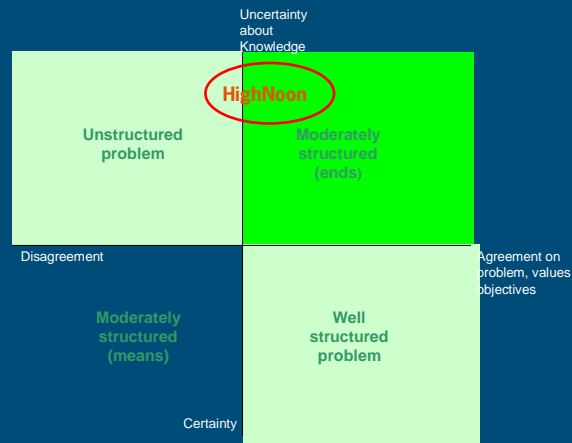 Uncertainty
about
Knowledge
HighNoon
Unstructured
problem
Moderately
structured
(ends)
Disagreement
Agreement on
problem, values
objectives
Moderately
structured
(means)
Well
structured
problem
Certainty